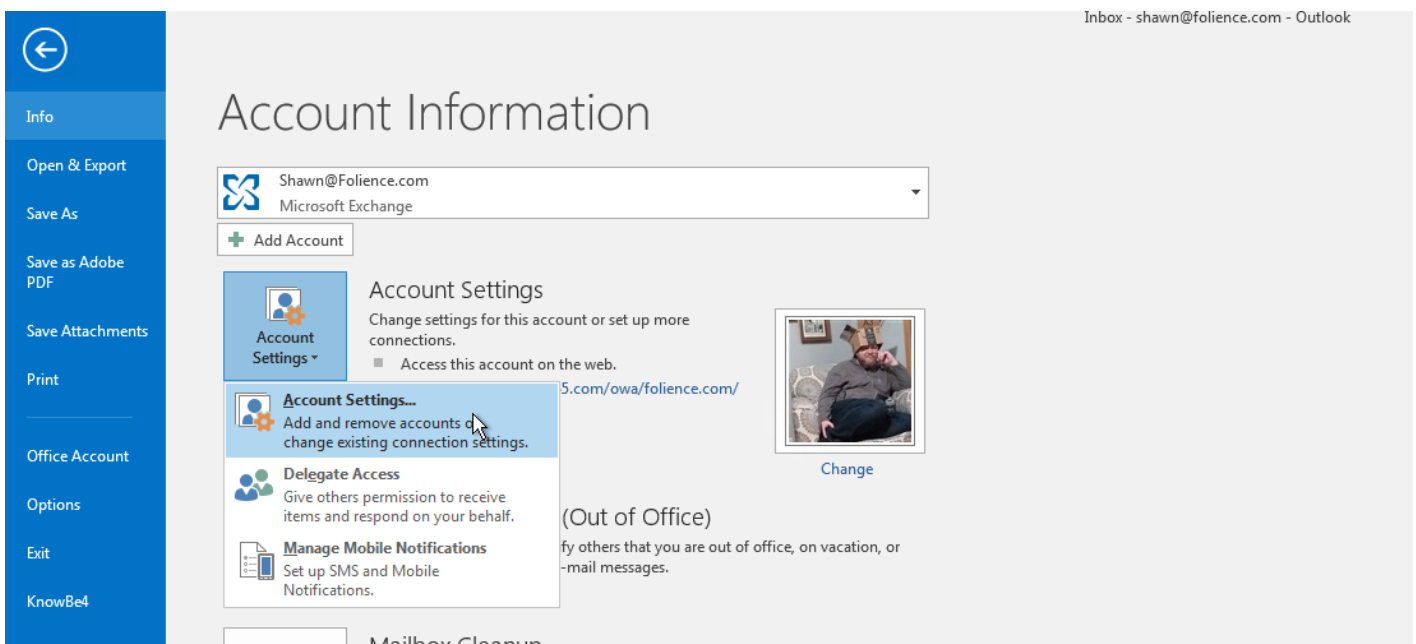 Inbox - shawn@folience.com - Outlook
Info
Open & Export
Save As
Save as Adobe
PDF
Save Attachments
Print
Office Account
Options
Exit
KnowBe4
Account Information
Shawn@Folience.com
Microsoft Exchange
Add Account
Account
Settings
Account Settings
Change settings for this account or set up more
connections.
Access this account on the web.
5.com/owa/folience.com/
Change
Account Settings...
Add and remove accounts
change existing connection settings.
Delegate Access
Give others permission to receive
items and respond on your behalf.
Manage Mobile Notifications
Set up SMS and Mobile
Notifications.
(Out of Office)
fy others that you are out of office, on vacation, or
-mail messages.
Mailbox Cleanup